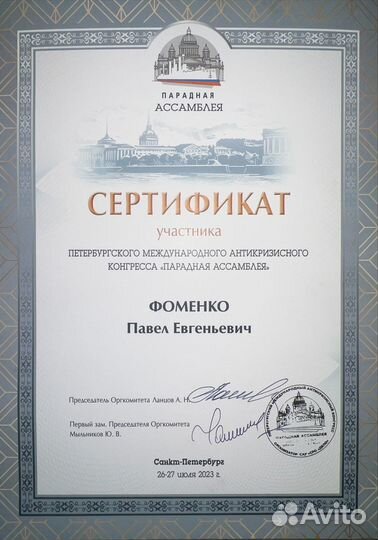 ПАРАДНАЯ
АССАМБЛЕЯ
СЕРТИФИКАТ
участника
ПЕТЕРБУРГСКОГО МЕЖДУНАРОДНОГО АНТИКРИЗИСНОГО
КОНГРЕССА «ПАРАДНАЯ АССАМБЛЕЯ»
ФОМЕНКО
Павел Евгеньевич
Председатель Оргкомитета Ланцов А. Н.
Первый зам. Председателя Оргкомитета
Мыльников Ю. В.
ПАРАДНАЯ АССАМБЛЕЯ
Санкт-Петербург
26-27 июля 2023 г.
Avito